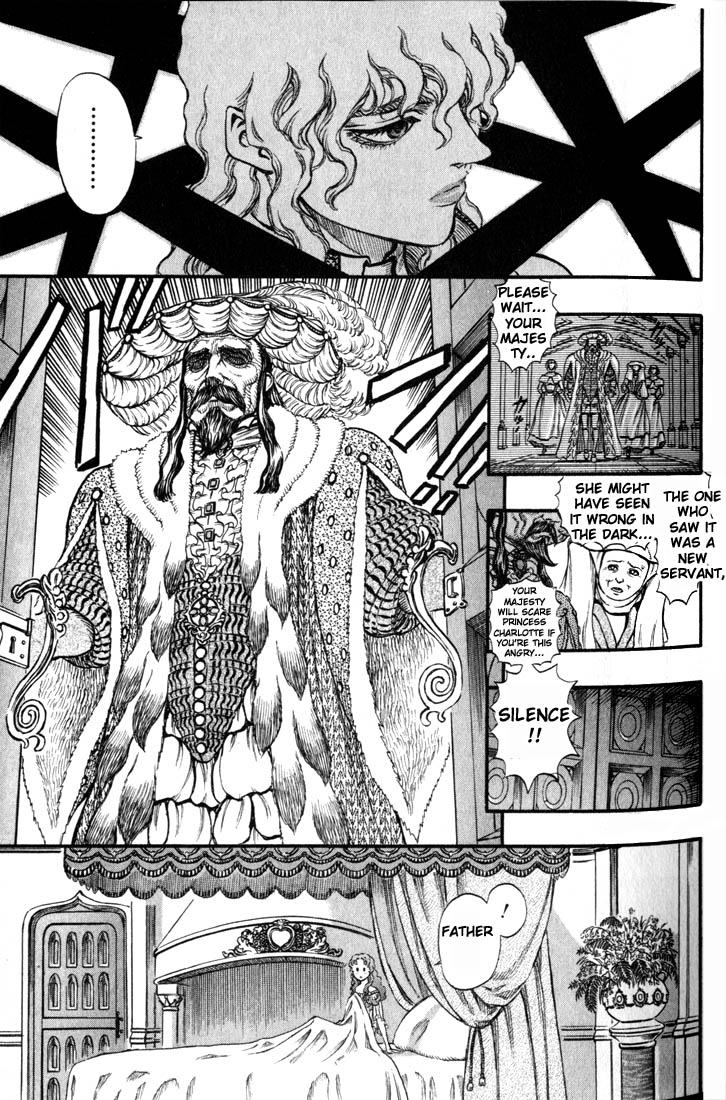 ………
PLEASE
WAIT...
YOUR
MAJES
TY..
THE ONE
WHO
SAW IT
WAS A
NEW
SERVANT,
SHE MIGHT
HAVE SEEN
IT WRONG IN
THE DARK...
YOUR
MAJESTY
WILL SCARE
PRINCESS
CHARLOTTE IF
YOU'RE THIS
ANGRY...
SILENCE
!!
!
FATHER